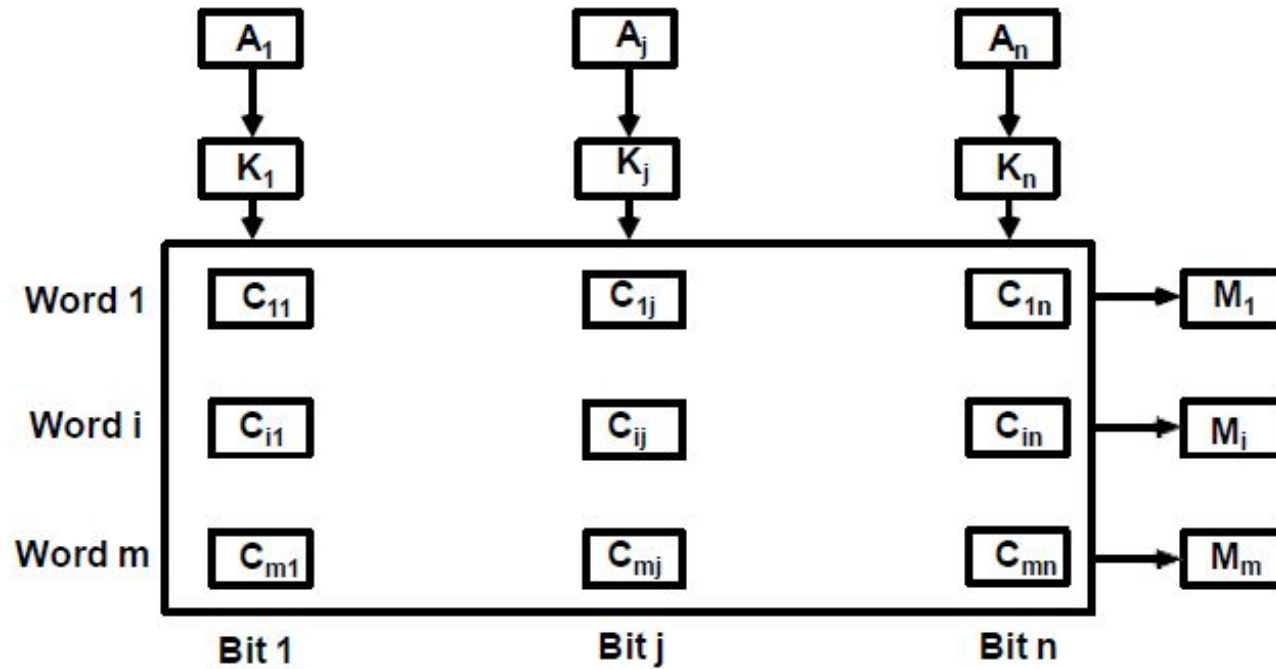 A₁ Aⱼ Aₙ
K₁ Kⱼ Kₙ
Word 1 C₁₁ C₁ⱼ C₁ₙ M₁
Word i Cᵢ₁ Cᵢⱼ Cᵢₙ Mᵢ
Word m Cₘ₁ Cₘⱼ Cₘₙ Mₘ
Bit 1 Bit j Bit n